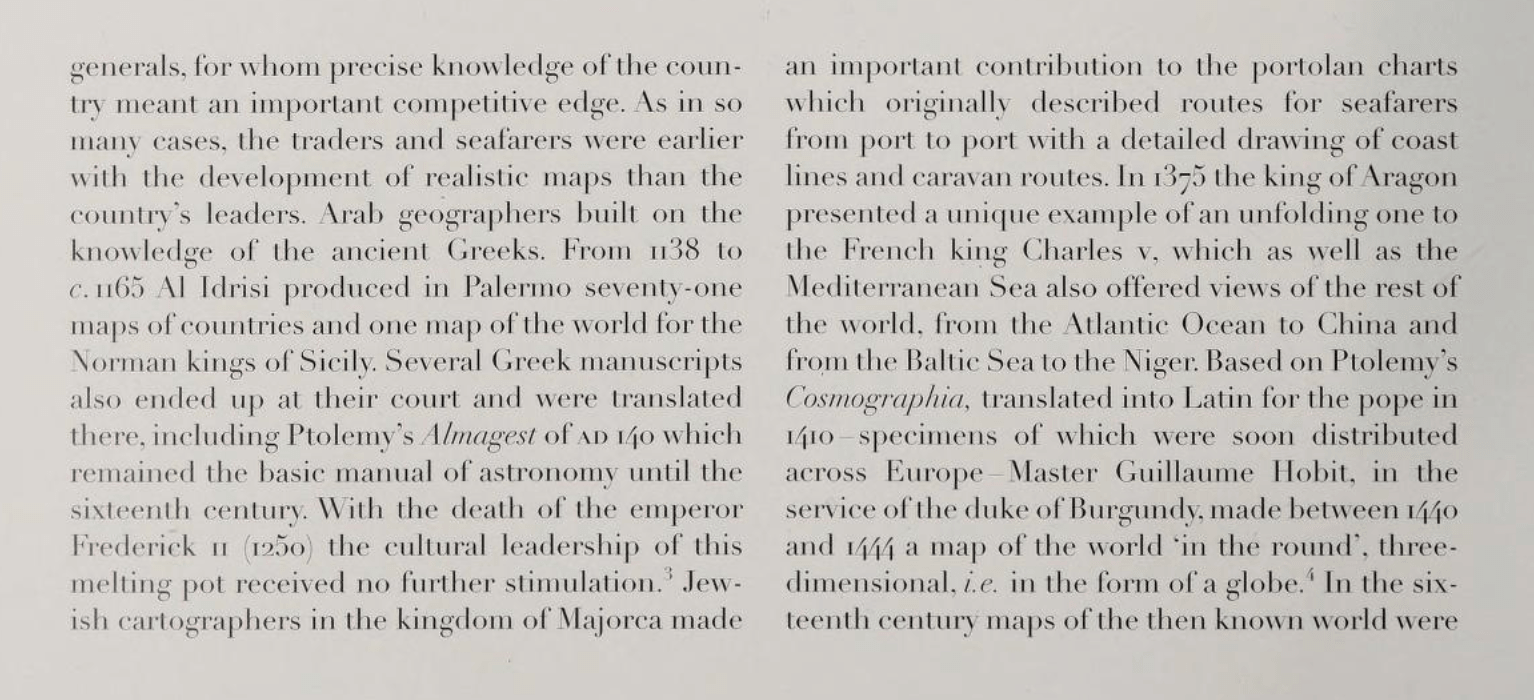 generals, for whom precise knowledge of the coun-
try meant an important competitive edge. As in so
many cases, the traders and seafarers were earlier
with the development of realistic maps than the
country's leaders. Arab geographers built on the
knowledge of the ancient Greeks. From 1138 to
c. 1165 Al Idrisi produced in Palermo seventy-one
maps of countries and one map of the world for the
Norman kings of Sicily. Several Greek manuscripts
also ended up at their court and were translated
there, including Ptolemy's Almagest of AD 140 which
remained the basic manual of astronomy until the
sixteenth century. With the death of the emperor
Frederick II (1250) the cultural leadership of this
melting pot received no further stimulation.³ Jew-
ish cartographers in the kingdom of Majorca made
an important contribution to the portolan charts
which originally described routes for seafarers
from port to port with a detailed drawing of coast
lines and caravan routes. In 1375 the king of Aragon
presented a unique example of an unfolding one to
the French king Charles V, which as well as the
Mediterranean Sea also offered views of the rest of
the world, from the Atlantic Ocean to China and
from the Baltic Sea to the Niger. Based on Ptolemy's
Cosmographia, translated into Latin for the pope in
1410 – specimens of which were soon distributed
across Europe – Master Guillaume Hobit, in the
service of the duke of Burgundy, made between 1440
and 1444 a map of the world 'in the round', three-
dimensional, i.e. in the form of a globe.⁴ In the six-
teenth century maps of the then known world were